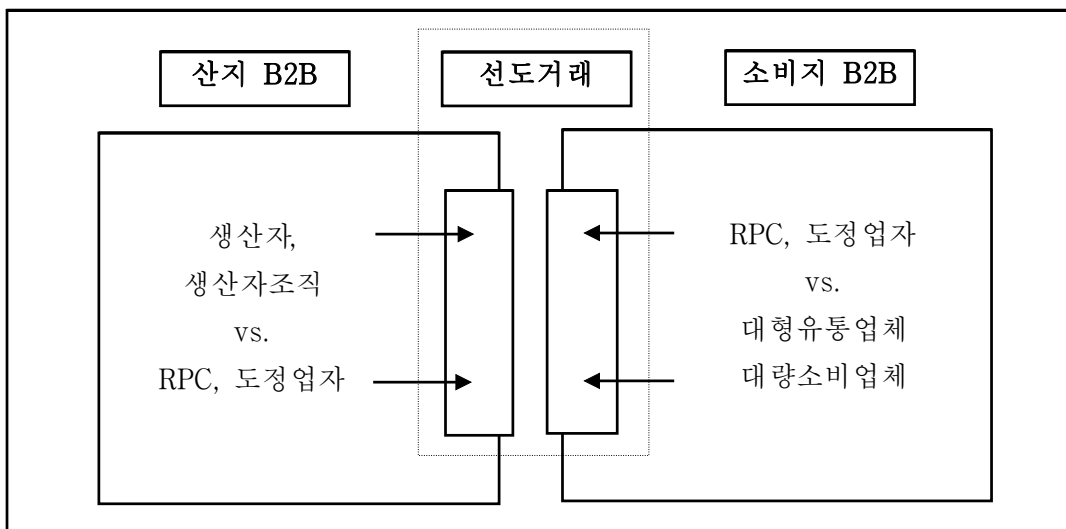 산지 B2B
선도거래
소비지 B2B
생산자,
생산자조직
vs.
RPC, 도정업자
RPC, 도정업자
vs.
대형유통업체
대량소비업체